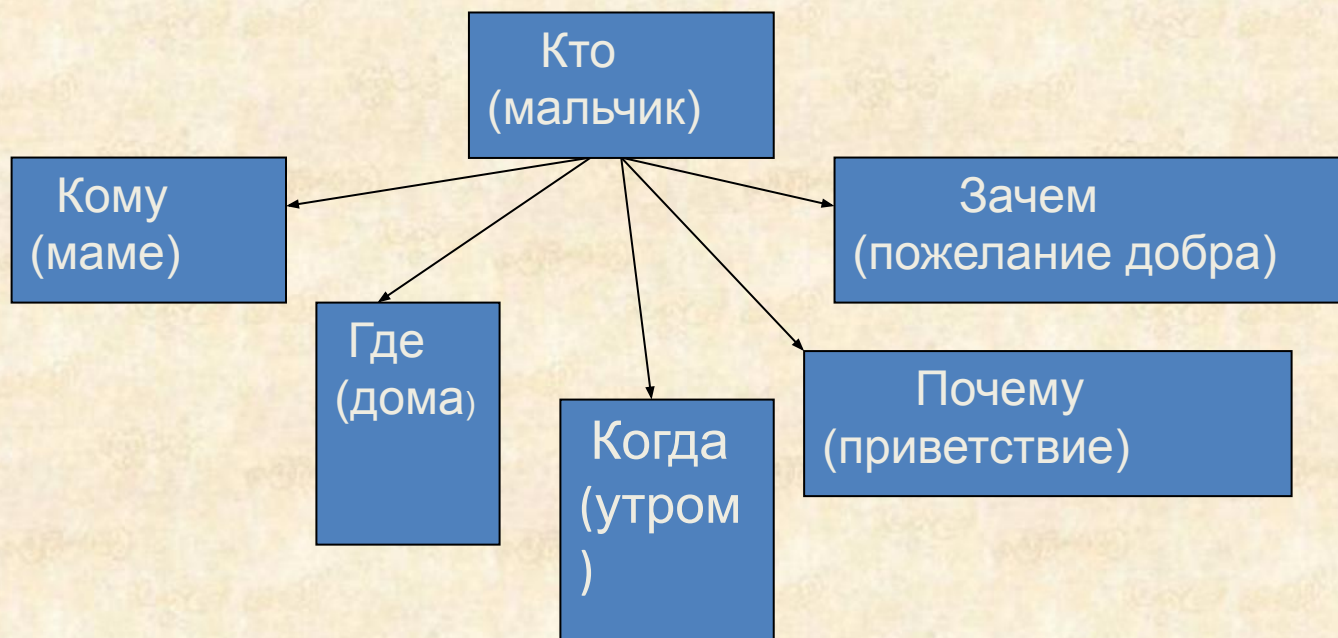 Кто
(мальчик)
Кому
(маме)
Зачем
(пожелание добра)
Где
(дома)
Почему
(приветствие)
Когда
(утром
)